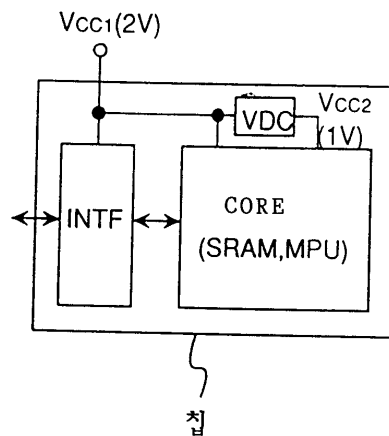 VCC1(2V)
VDC
VCC2
(1V)
INTF
CORE
(SRAM,MPU)
칩